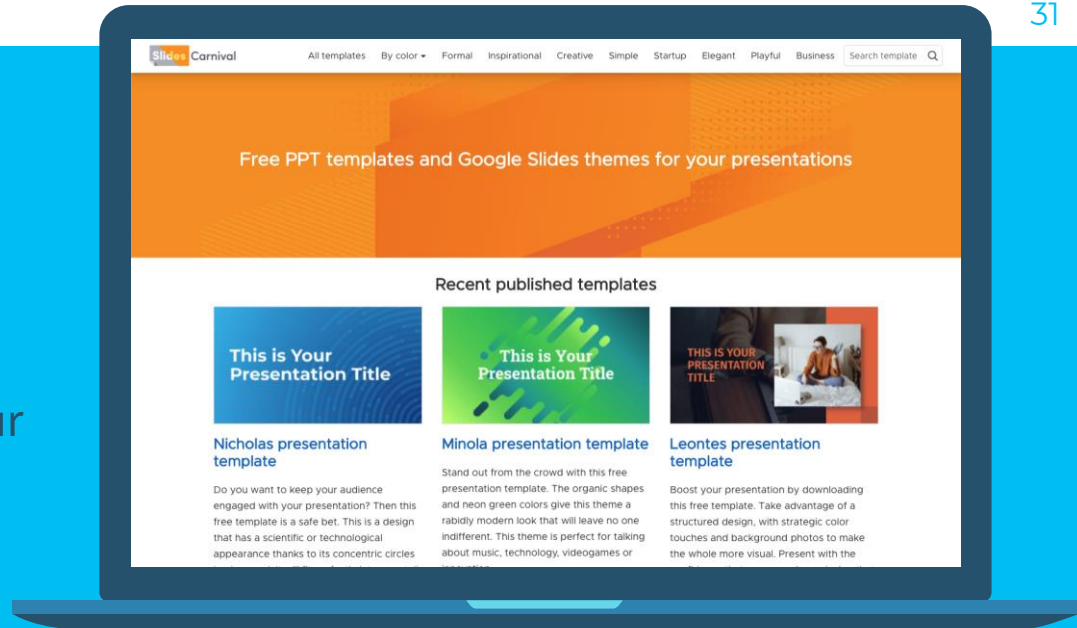 31
Slides Carnival
All templates By color Formal Inspirational Creative Simple Startup Elegant Playful Business Search template
Free PPT templates and Google Slides themes for your presentations
Recent published templates
This is Your
Presentation Title
This is Your
Presentation Title
THIS IS YOUR
PRESENTATION
TITLE
Nicholas presentation
template
Do you want to keep your audience
engaged with your presentation? Then this
free template is a safe bet. This is a design
that has a scientific or technological
appearance thanks to its concentric circles
Minola presentation template
Stand out from the crowd with this free
presentation template. The organic shapes
and neon green colors give this theme a
rabidly modern look that will leave no one
indifferent. This theme is perfect for talking
about music, technology, videogames or
Leontes presentation
template
Boost your presentation by downloading
this free template. Take advantage of a
structured design, with strategic color
touches and background photos to make
the whole more visual. Present with the